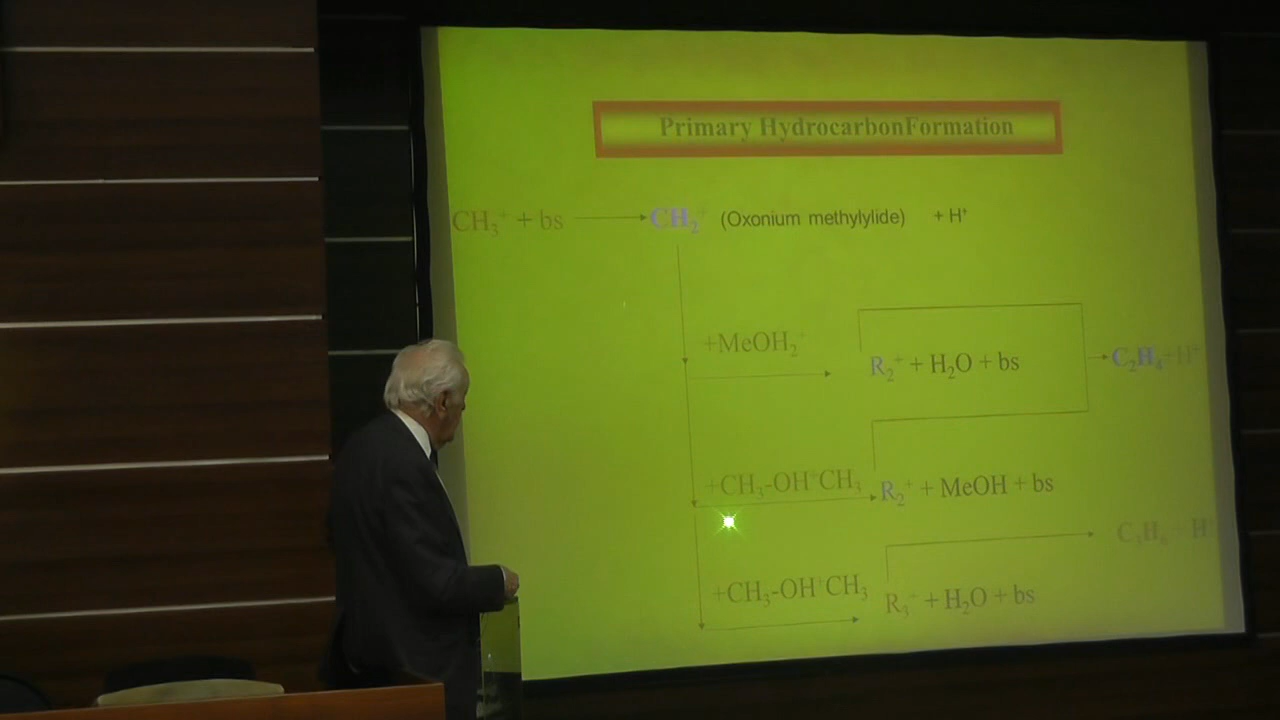 Primary HydrocarbonFormation
CH₃⁺ + bs → CH₂⁺ (Oxonium methylylide) + H⁺
+MeOH₂⁺
R₂⁺ + H₂O + bs
→ C₂H₄+H⁺
+CH₃-OH⁺CH₃
R₂⁺ + MeOH + bs
C₃H₆ + H⁺
+CH₃-OH⁺CH₃
R₃⁺ + H₂O + bs